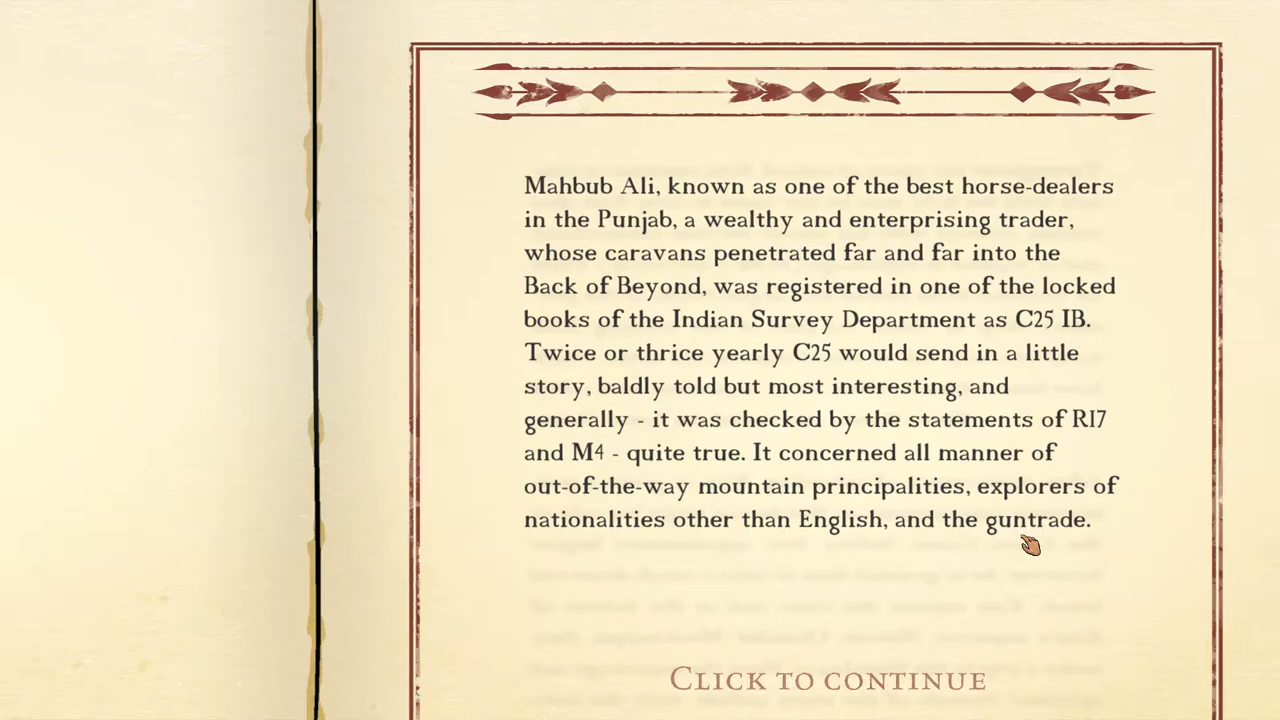 Mahbub Ali, known as one of the best horse-dealers
in the Punjab, a wealthy and enterprising trader,
whose caravans penetrated far and far into the
Back of Beyond, was registered in one of the locked
books of the Indian Survey Department as C25 IB.
Twice or thrice yearly C25 would send in a little
story, baldly told but most interesting, and
generally - it was checked by the statements of R17
and M4 - quite true. It concerned all manner of
out-of-the-way mountain principalities, explorers of
nationalities other than English, and the guntrade.
CLICK TO CONTINUE